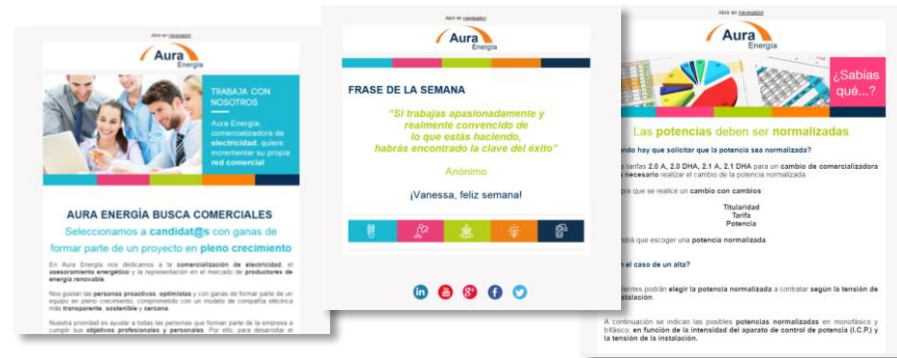 Abrir en navegador
Aura
Energía
TRABAJA CON
NOSOTROS
Aura Energía,
comercializadora de
electricidad, quiere
incrementar su propia
red comercial
AURA ENERGÍA BUSCA COMERCIALES
Seleccionamos a candidat@s con ganas de
formar parte de un proyecto en pleno crecimiento
En Aura Energía nos dedicamos a la comercialización de electricidad, el
asesoramiento energético y la representación en el mercado de productores de
energía renovable.
Nos gustan las personas proactivas, optimistas y con ganas de formar parte de un
equipo en pleno crecimiento, comprometido con un modelo de compañía eléctrica
más transparente, sostenible y cercana.
Nuestra prioridad es ayudar a todas las personas que forman parte de la empresa a
cumplir sus objetivos profesionales y personales. Por ello, para desarrollar el
Abrir en navegador
Aura
Energía
FRASE DE LA SEMANA
"Si trabajas apasionadamente y
realmente convencido de
lo que estás haciendo,
habrás encontrado la clave del éxito"
Anónimo
¡Vanessa, feliz semana!
Abrir en navegador
Aura
Energía
¿Sabías
qué...?
Las potencias deben ser normalizadas
ndo hay que solicitar que la potencia sea normalizada?
tarifas 2.0 A, 2.0 DHA, 2.1 A, 2.1 DHA para un cambio de comercializadora
necesario realizar el cambio de la potencia normalizada.
que se realice un cambio con cambios:
Titularidad
Tarifa
Potencia
ndrá que escoger una potencia normalizada.
el caso de un alta?
lientes podrán elegir la potencia normalizada a contratar según la tensión de
stalación.
A continuación se indican las posibles potencias normalizadas en monofásico y
trifásico, en función de la intensidad del aparato de control de potencia (I.C.P.) y
la tensión de la instalación.